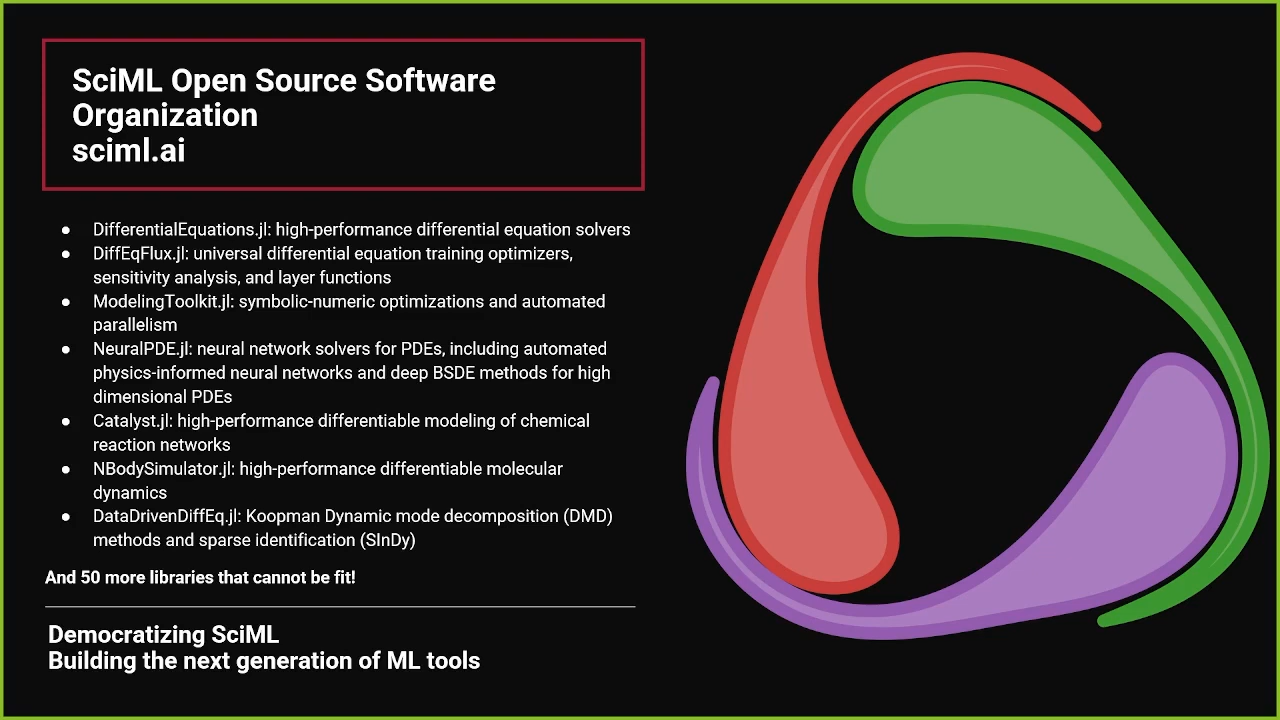 SciML Open Source Software
Organization
sciml.ai
● DifferentialEquations.jl: high-performance differential equation solvers
● DiffEqFlux.jl: universal differential equation training optimizers,
sensitivity analysis, and layer functions
● ModelingToolkit.jl: symbolic-numeric optimizations and automated
parallelism
● NeuralPDE.jl: neural network solvers for PDEs, including automated
physics-informed neural networks and deep BSDE methods for high
dimensional PDEs
● Catalyst.jl: high-performance differentiable modeling of chemical
reaction networks
● NBodySimulator.jl: high-performance differentiable molecular
dynamics
● DataDrivenDiffEq.jl: Koopman Dynamic mode decomposition (DMD)
methods and sparse identification (SInDy)
And 50 more libraries that cannot be fit!
Democratizing SciML
Building the next generation of ML tools